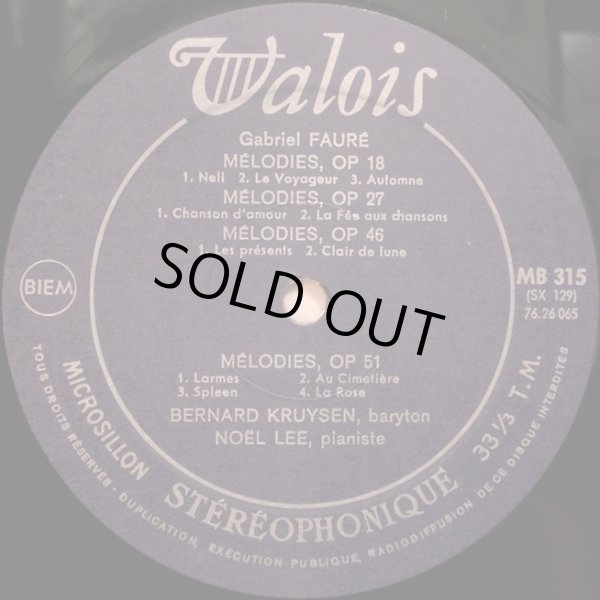 Valois
Gabriel FAURÉ
MÉLODIES, OP 18
1. Nell 2. Le Voyageur 3. Automne
MÉLODIES, OP 27
1. Chanson d'amour 2. La Fée aux chansons
MÉLODIES, OP 46
1. Les présents 2. Clair de lune
SOLD OUT
BIEM
MB 315
(SX 129)
76.26 065
MÉLODIES, OP 51
1. Larmes 2. Au Cimetière
3. Spleen 4. La Rose
BERNARD KRUYSEN, baryton
NOËL LEE, pianiste
MICROSILLON STÉRÉOPHONIQUE 33 1/3 T.M.
TOUS DROITS RÉSERVÉS - DUPLICATION, EXÉCUTION PUBLIQUE, RADIODIFFUSION DE CE DISQUE INTERDITES